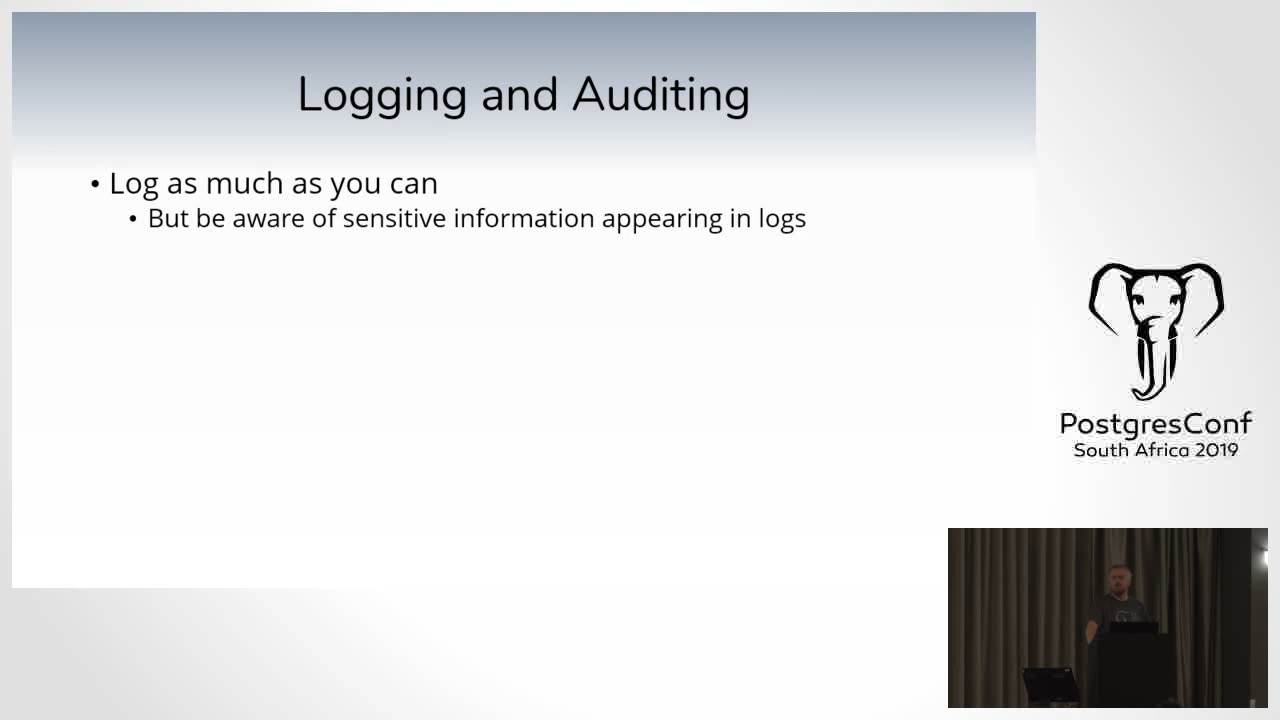 Logging and Auditing
• Log as much as you can
• But be aware of sensitive information appearing in logs
PostgresConf
South Africa 2019